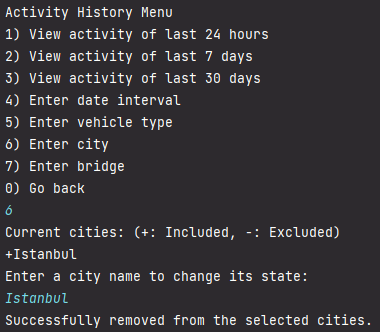 Activity History Menu
1) View activity of last 24 hours
2) View activity of last 7 days
3) View activity of last 30 days
4) Enter date interval
5) Enter vehicle type
6) Enter city
7) Enter bridge
0) Go back
6
Current cities: (+: Included, -: Excluded)
+Istanbul
Enter a city name to change its state:
Istanbul
Successfully removed from the selected cities.